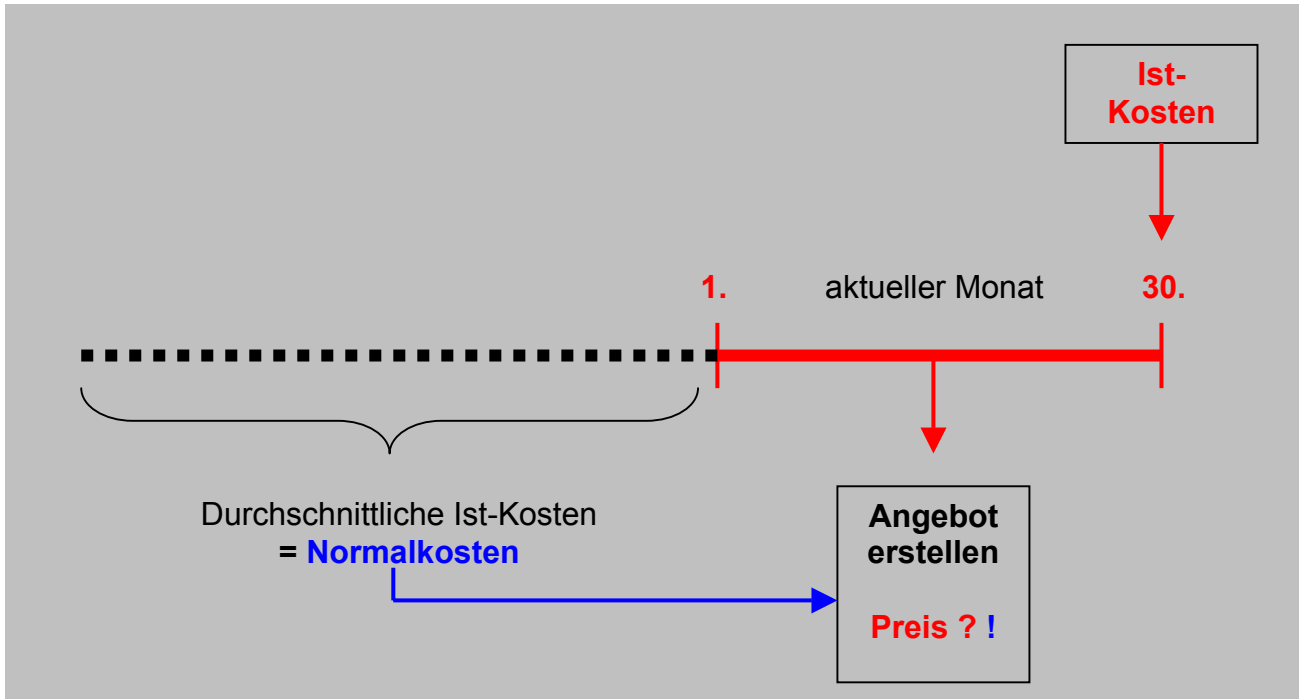 Ist-
Kosten
1. aktueller Monat 30.
Durchschnittliche Ist-Kosten
= Normalkosten
Angebot
erstellen
Preis ? !